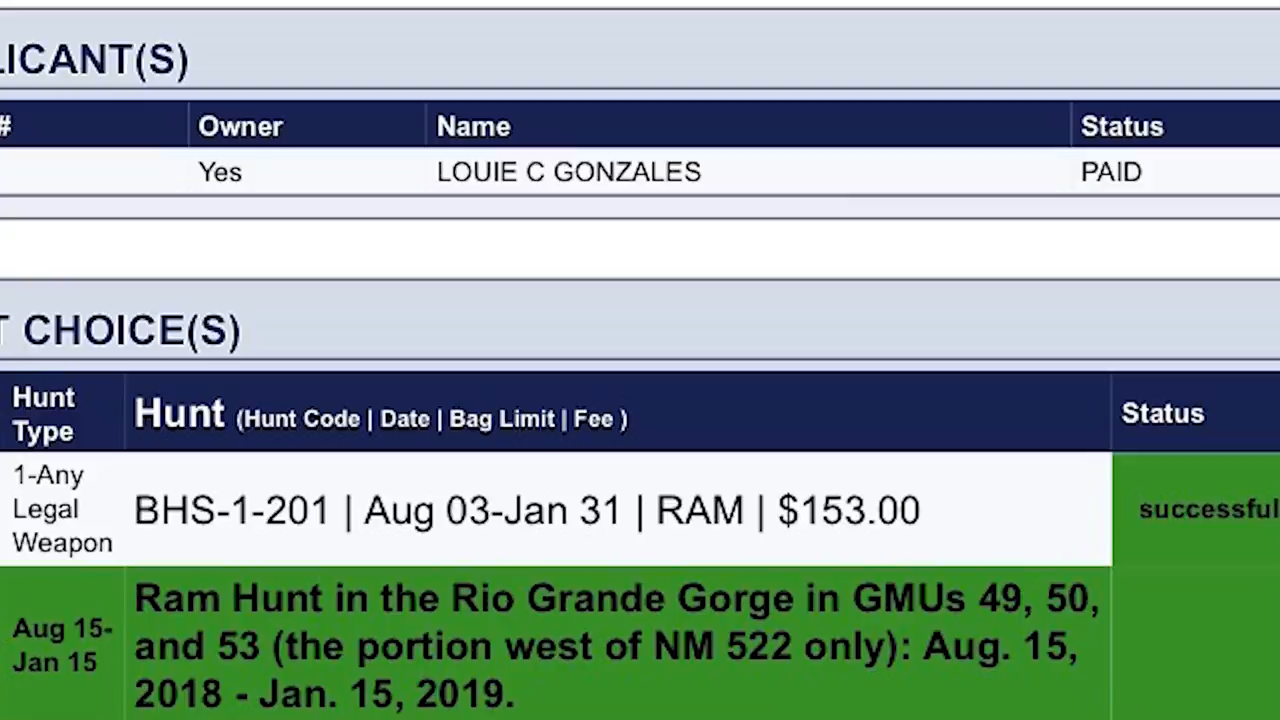 LICANT(S)
# Owner Name Status
Yes LOUIE C GONZALES PAID
T CHOICE(S)
Hunt Type Hunt (Hunt Code | Date | Bag Limit | Fee ) Status
1-Any Legal Weapon BHS-1-201 | Aug 03-Jan 31 | RAM | $153.00 successful
Aug 15-
Jan 15
Ram Hunt in the Rio Grande Gorge in GMUs 49, 50,
and 53 (the portion west of NM 522 only): Aug. 15,
2018 - Jan. 15, 2019.